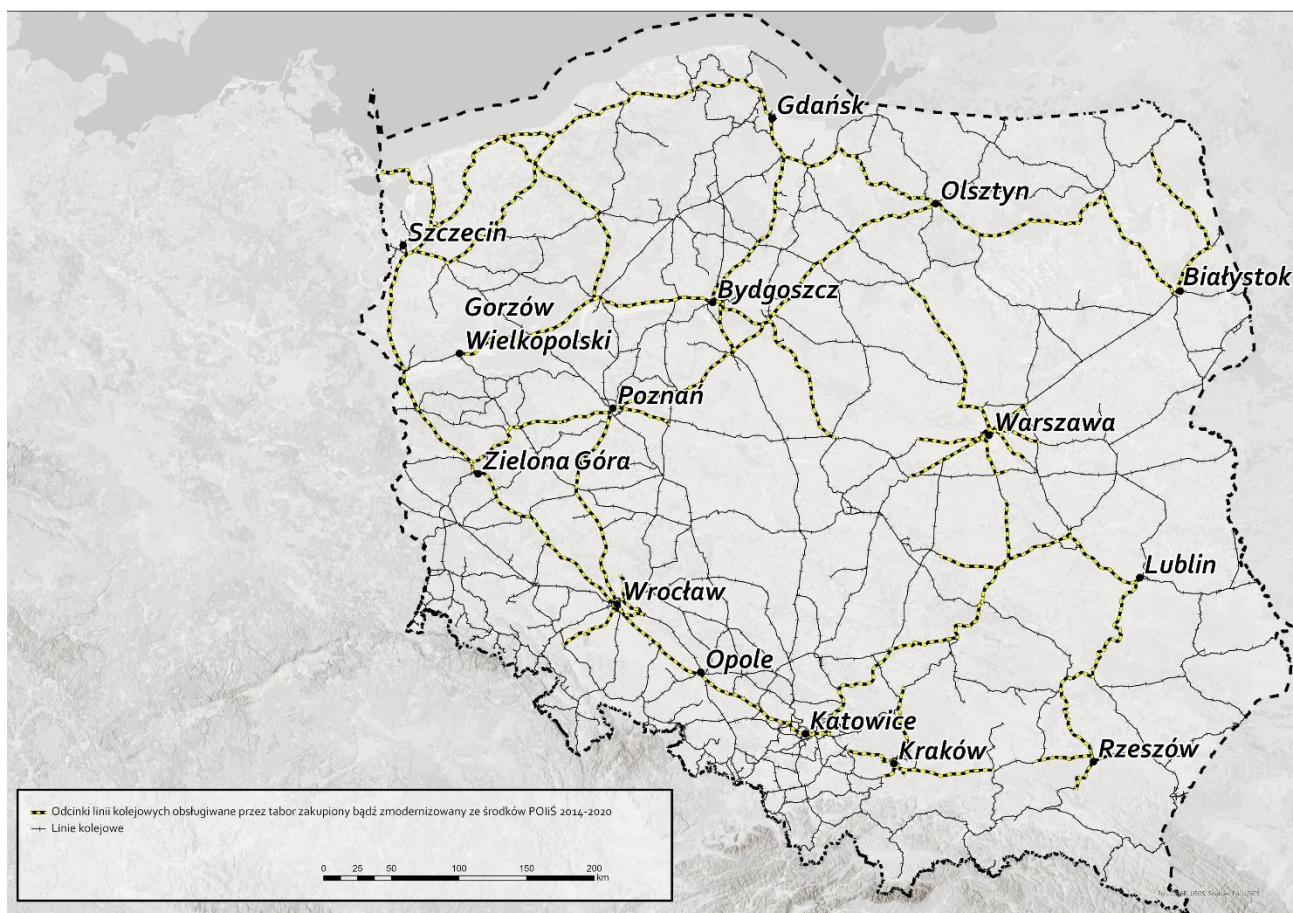 Gdańsk
Olsztyn
Szczecin
Białystok
Bydgoszcz
Gorzów
Wielkopolski
Poznań
Warszawa
Zielona Góra
Lublin
Wrocław
Opole
Katowice
Kraków
Rzeszów
Odcinki linii kolejowych obsługiwane przez tabor zakupiony bądź zmodernizowany ze środków POIiŚ 2014-2020
Linie kolejowe
0 25 50 100 150 200
km